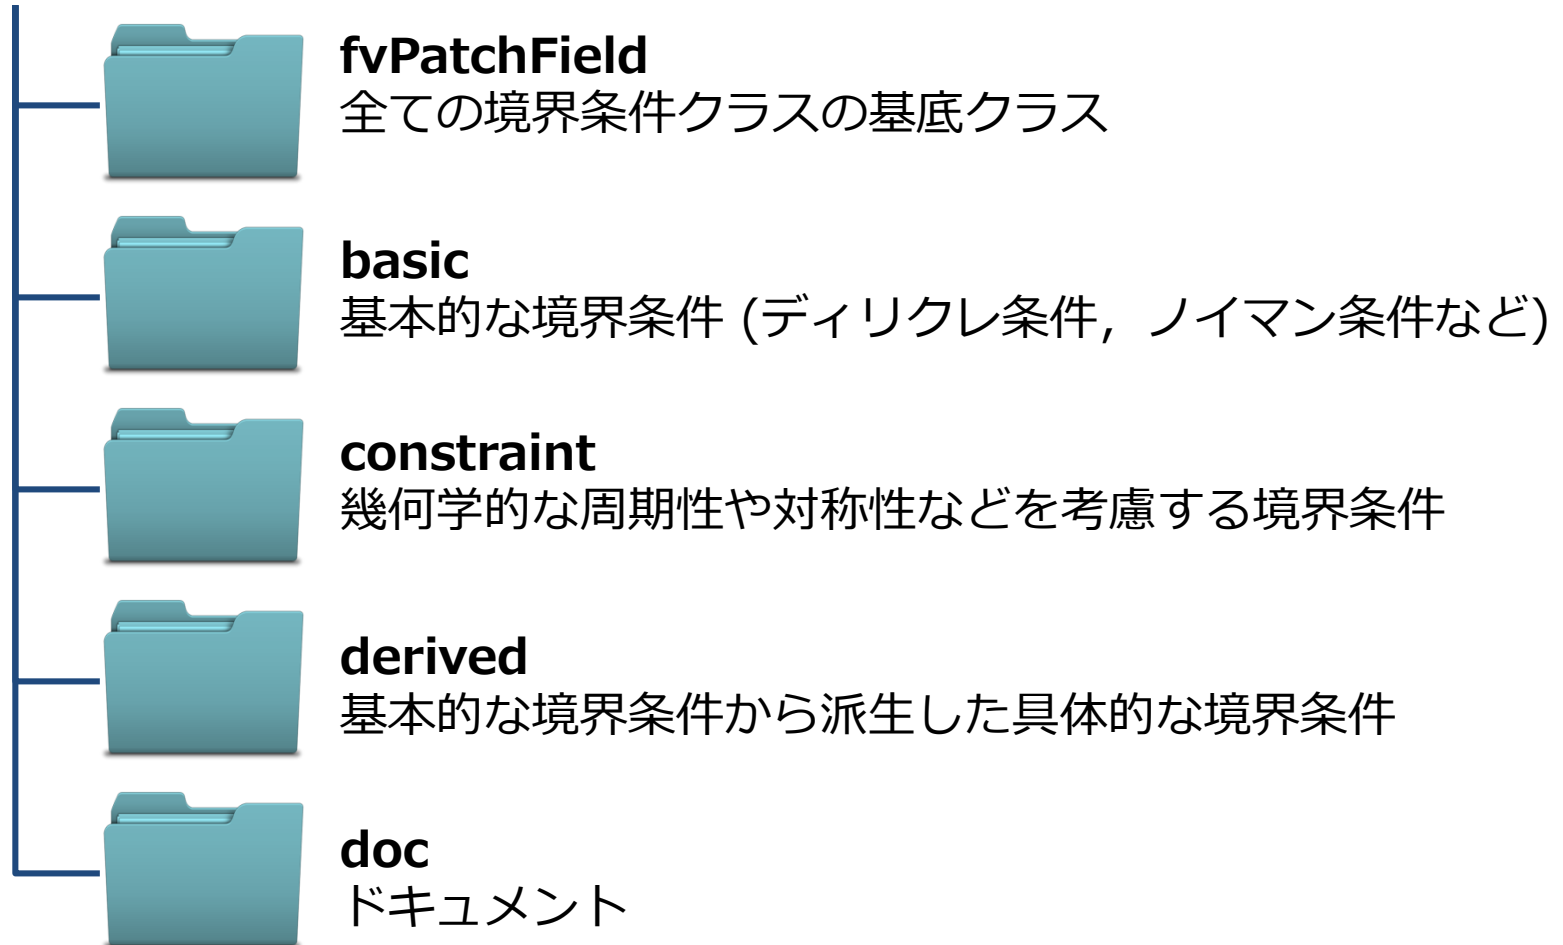 fvPatchField
全ての境界条件クラスの基底クラス
basic
基本的な境界条件 (ディリクレ条件，ノイマン条件など)
constraint
幾何学的な周期性や対称性などを考慮する境界条件
derived
基本的な境界条件から派生した具体的な境界条件
doc
ドキュメント